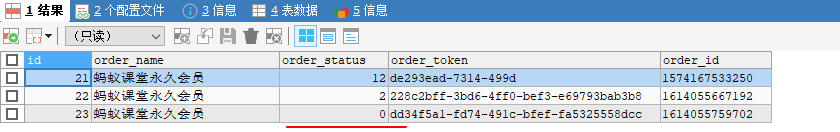 1 结果 2 个配置文件 3 信息 4 表数据 5 信息
（只读）
id order_name order_status order_token order_id
21 蚂蚁课堂永久会员 12 de293ead-7314-499d 1574167533250
22 蚂蚁课堂永久会员 2 228c2bff-3bd6-4ff0-bef3-e69793bab3b8 1614055667192
23 蚂蚁课堂永久会员 0 dd34f5a1-fd74-491c-bfef-fa5325558dcc 1614055759702